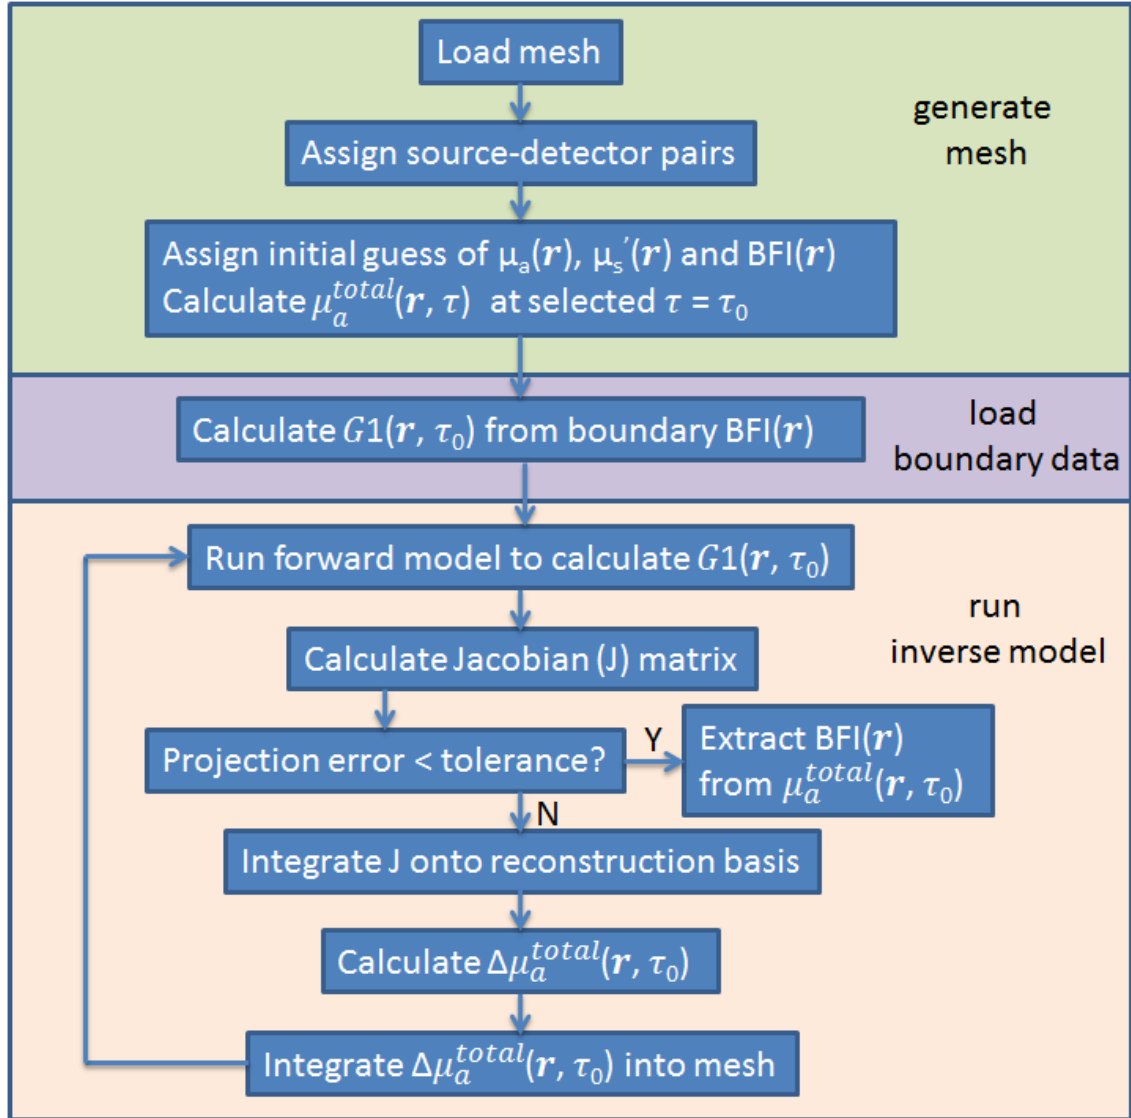 Load mesh
generate
mesh
Assign source-detector pairs
Assign initial guess of μₐ(r), μₛ′(r) and BFI(r)
Calculate μₐᵗᵒᵗᵃˡ(r, τ) at selected τ = τ₀
Calculate G1(r, τ₀) from boundary BFI(r)
load
boundary data
Run forward model to calculate G1(r, τ₀)
run
inverse model
Calculate Jacobian (J) matrix
Projection error < tolerance?
Y
Extract BFI(r)
from μₐᵗᵒᵗᵃˡ(r, τ₀)
N
Integrate J onto reconstruction basis
Calculate Δμₐᵗᵒᵗᵃˡ(r, τ₀)
Integrate Δμₐᵗᵒᵗᵃˡ(r, τ₀) into mesh